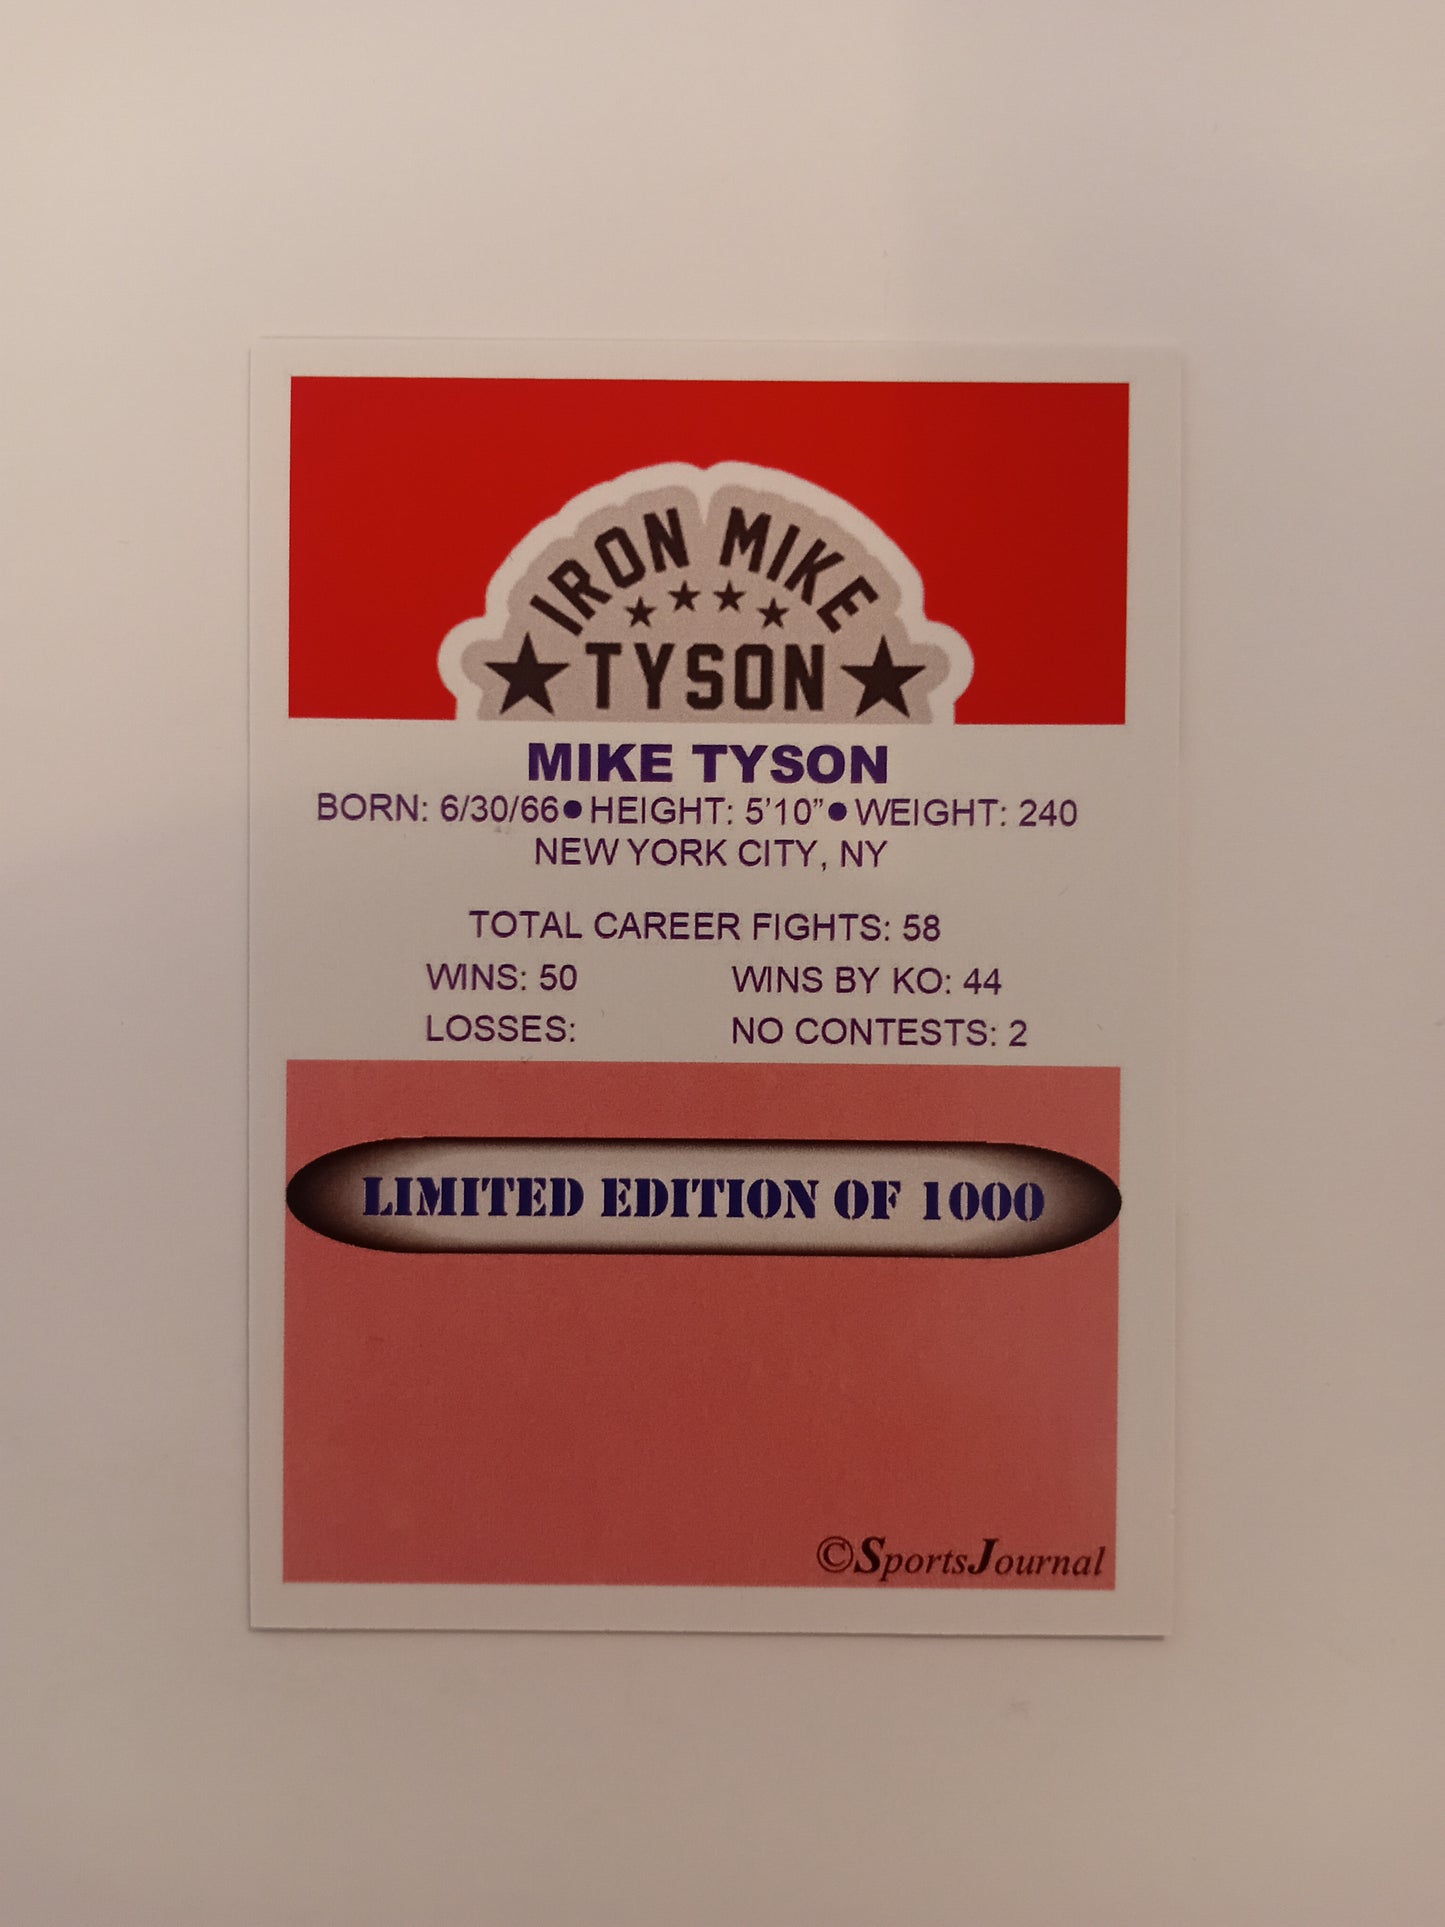 IRON MIKE
TYSON
MIKE TYSON
BORN: 6/30/66●HEIGHT: 5'10"●WEIGHT: 240
NEW YORK CITY, NY
TOTAL CAREER FIGHTS: 58
WINS: 50 WINS BY KO: 44
LOSSES: NO CONTESTS: 2
LIMITED EDITION OF 1000
©SportsJournal